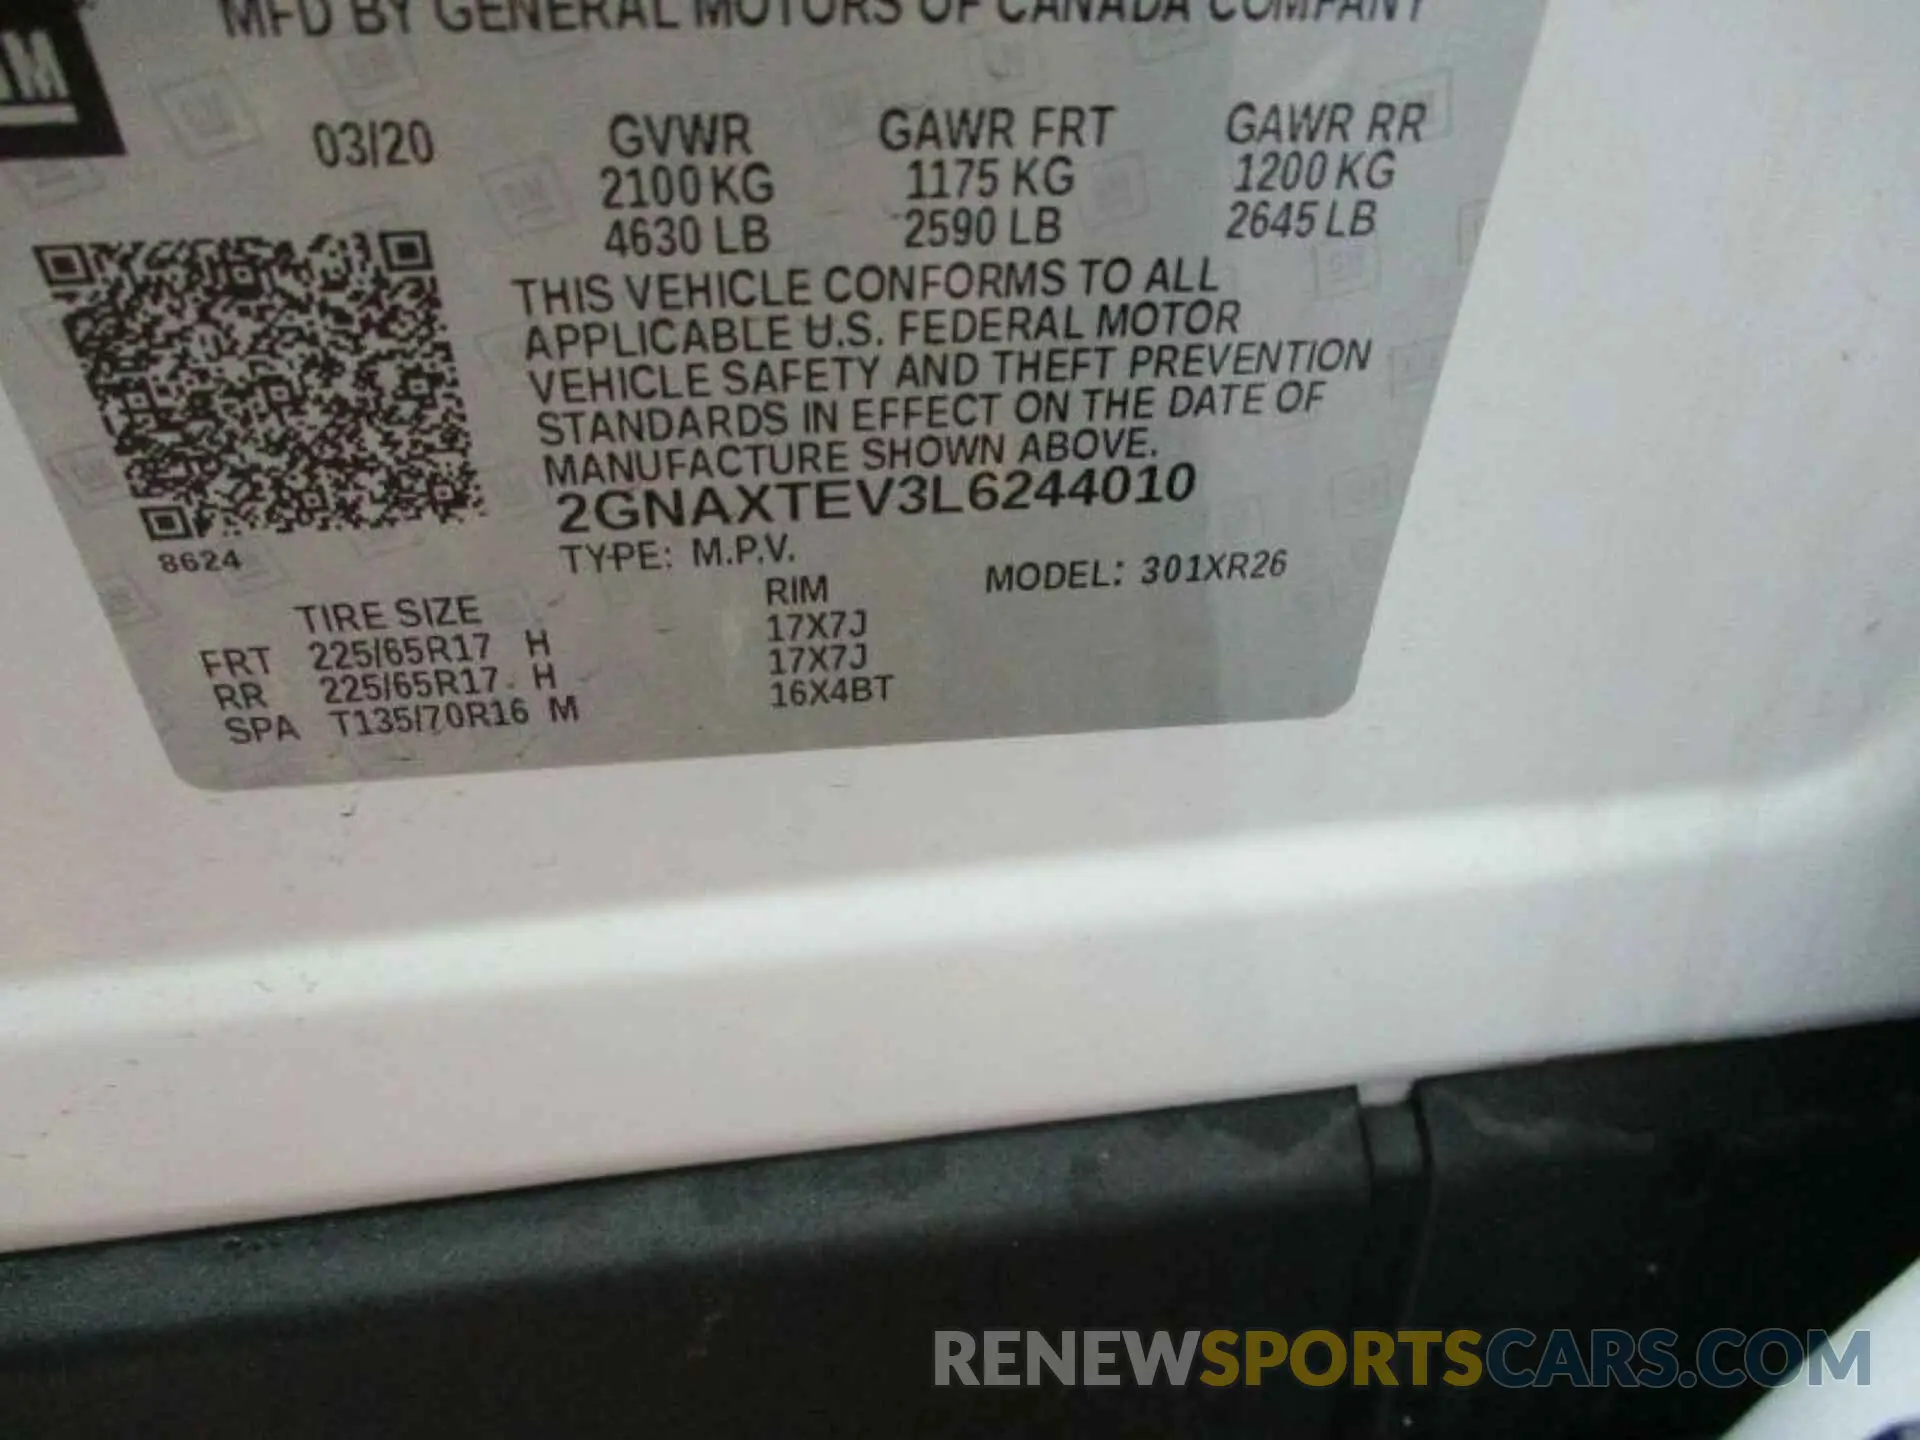 MFD BY GENERAL MOTORS OF CANADA COMPANY
GM
03/20
GVWR GAWR FRT GAWR RR
2100 KG 1175 KG 1200 KG
4630 LB 2590 LB 2645 LB
THIS VEHICLE CONFORMS TO ALL
APPLICABLE U.S. FEDERAL MOTOR
VEHICLE SAFETY AND THEFT PREVENTION
STANDARDS IN EFFECT ON THE DATE OF
MANUFACTURE SHOWN ABOVE.
2GNAXTEV3L6244010
8624
TYPE: M.P.V. MODEL: 301XR26
TIRE SIZE RIM
FRT 225/65R17 H 17X7J
RR 225/65R17 H 17X7J
SPA T135/70R16 M 16X4BT
RENEWSPORTSCARS.COM